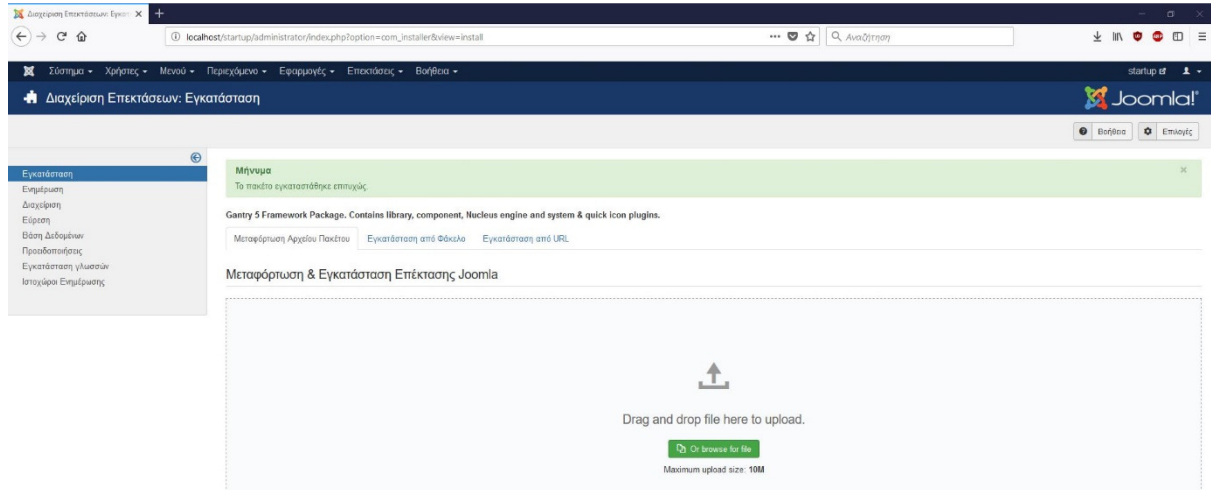 Διαχείριση Επεκτάσεων: Εγκατ
localhost/startup/administrator/index.php?option=com_installer&view=install
Αναζήτηση
Σύστημα Χρήστες Μενού Περιεχόμενο Εφαρμογές Επεκτάσεις Βοήθεια startup
Διαχείριση Επεκτάσεων: Εγκατάσταση Joomla!
Βοήθεια Επιλογές
Εγκατάσταση
Ενημέρωση
Διαχείριση
Εύρεση
Βάση Δεδομένων
Προειδοποιήσεις
Εγκατάσταση γλωσσών
Ιστοχώροι Ενημέρωσης
Μήνυμα
Το πακέτο εγκαταστάθηκε επιτυχώς.
Gantry 5 Framework Package. Contains library, component, Nucleus engine and system & quick icon plugins.
Μεταφόρτωση Αρχείου Πακέτου Εγκατάσταση από Φάκελο Εγκατάσταση από URL
Μεταφόρτωση & Εγκατάσταση Επέκτασης Joomla
Drag and drop file here to upload.
Or browse for file
Maximum upload size: 10M